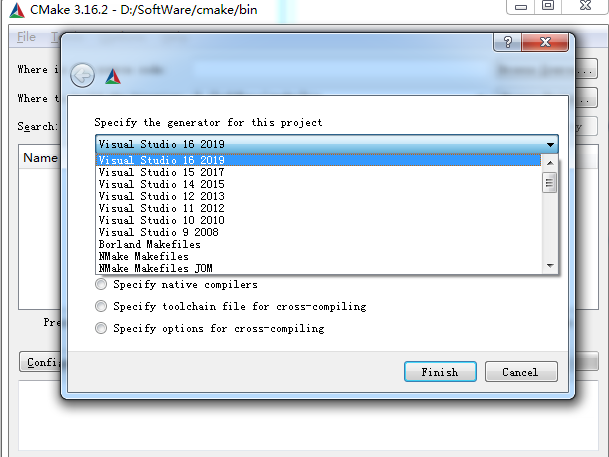 CMake 3.16.2 - D:/SoftWare/cmake/bin
File
Where i
Where t
Search:
Name
Specify the generator for this project
Visual Studio 16 2019
Visual Studio 16 2019
Visual Studio 15 2017
Visual Studio 14 2015
Visual Studio 12 2013
Visual Studio 11 2012
Visual Studio 10 2010
Visual Studio 9 2008
Borland Makefiles
NMake Makefiles
NMake Makefiles JOM
Specify native compilers
Specify toolchain file for cross-compiling
Specify options for cross-compiling
Pre
Config
Finish
Cancel